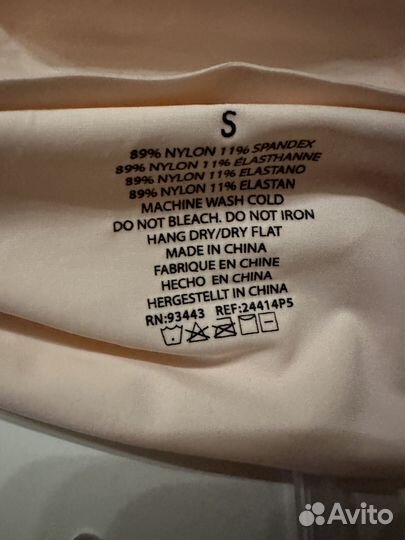 S
89% NYLON 11% SPANDEX
89% NYLON 11% ÉLASTHANNE
89% NYLON 11% ELASTANO
89% NYLON 11% ELASTAN
MACHINE WASH COLD
DO NOT BLEACH. DO NOT IRON
HANG DRY/DRY FLAT
MADE IN CHINA
FABRIQUE EN CHINE
HECHO EN CHINA
HERGESTELLT IN CHINA
RN:93443 REF:24414P5
Avito